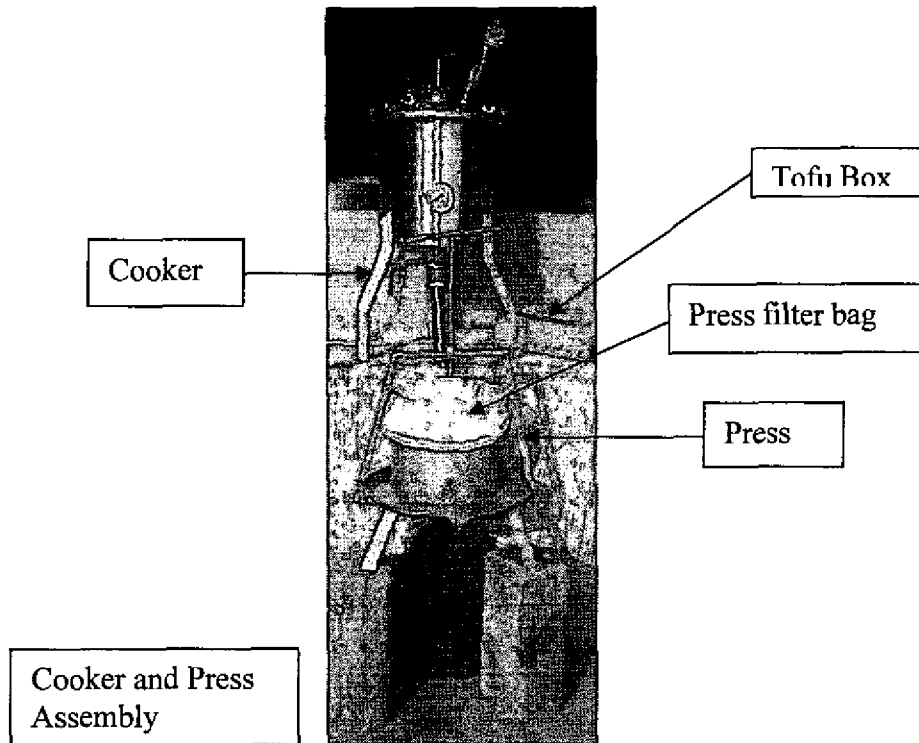 Tofu Box
Cooker
Press filter bag
Press
Cooker and Press
Assembly